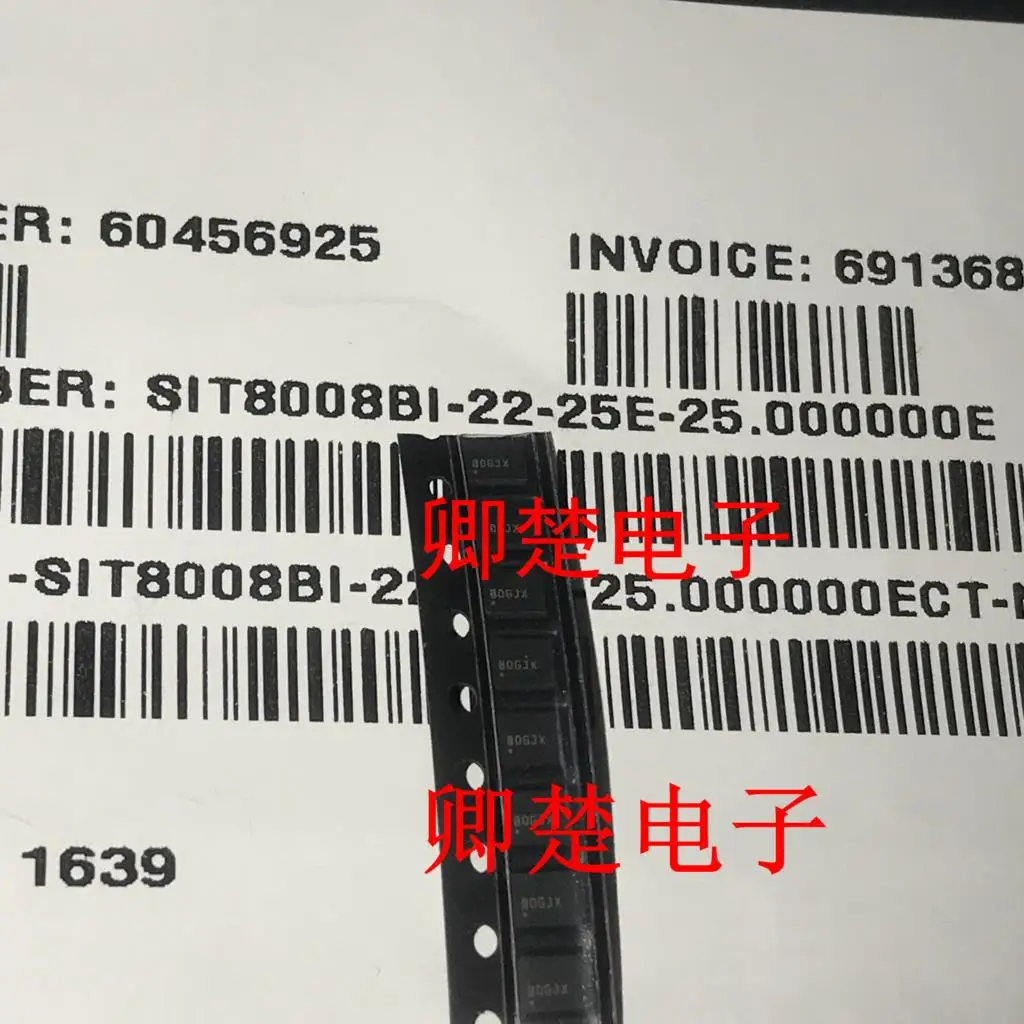 ER: 60456925
INVOICE: 691368
BER: SIT8008BI-22-25E-25.000000E
80GJX
卿楚电子
80GJX
-SIT8008BI-22
25.000000ECT-
80GJX
80GJX
卿楚电子
80GJX
1639
80GJX
80GJX